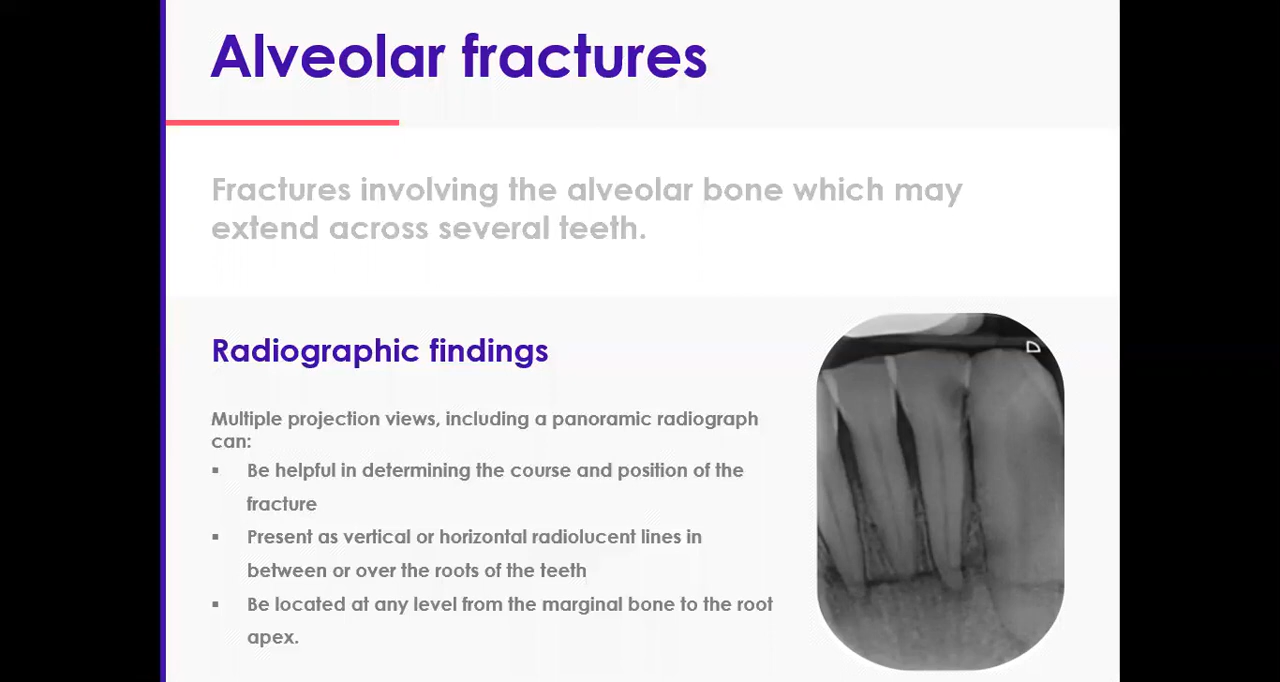 Alveolar fractures
Fractures involving the alveolar bone which may
extend across several teeth.
Radiographic findings
Multiple projection views, including a panoramic radiograph
can:
▪ Be helpful in determining the course and position of the
fracture
▪ Present as vertical or horizontal radiolucent lines in
between or over the roots of the teeth
▪ Be located at any level from the marginal bone to the root
apex.
D